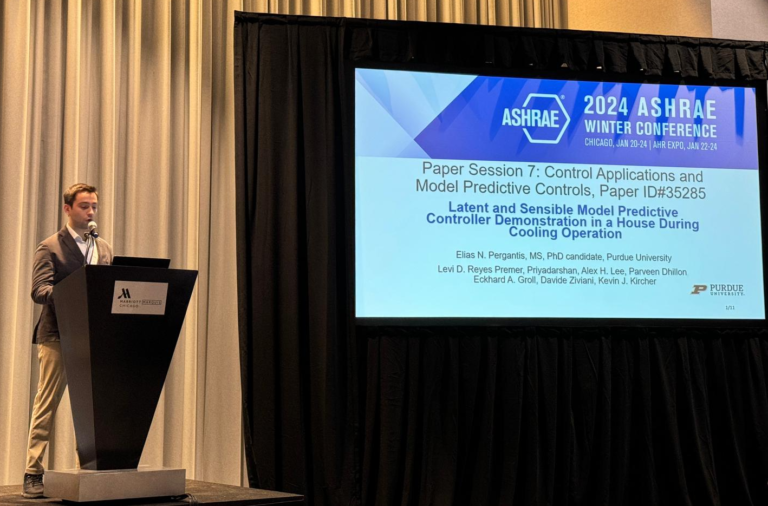 MARRIOTT MARQUIS
CHICAGO
ASHRAE
2024 ASHRAE
WINTER CONFERENCE
CHICAGO, JAN 20-24 | AHR EXPO, JAN 22-24
Paper Session 7: Control Applications and
Model Predictive Controls, Paper ID#35285
Latent and Sensible Model Predictive
Controller Demonstration in a House During
Cooling Operation
Elias N. Pergantis, MS, PhD candidate, Purdue University
Levi D. Reyes Premer, Priyadarshan, Alex H. Lee, Parveen Dhillon,
Eckhard A. Groll, Davide Ziviani, Kevin J. Kircher
PURDUE
UNIVERSITY